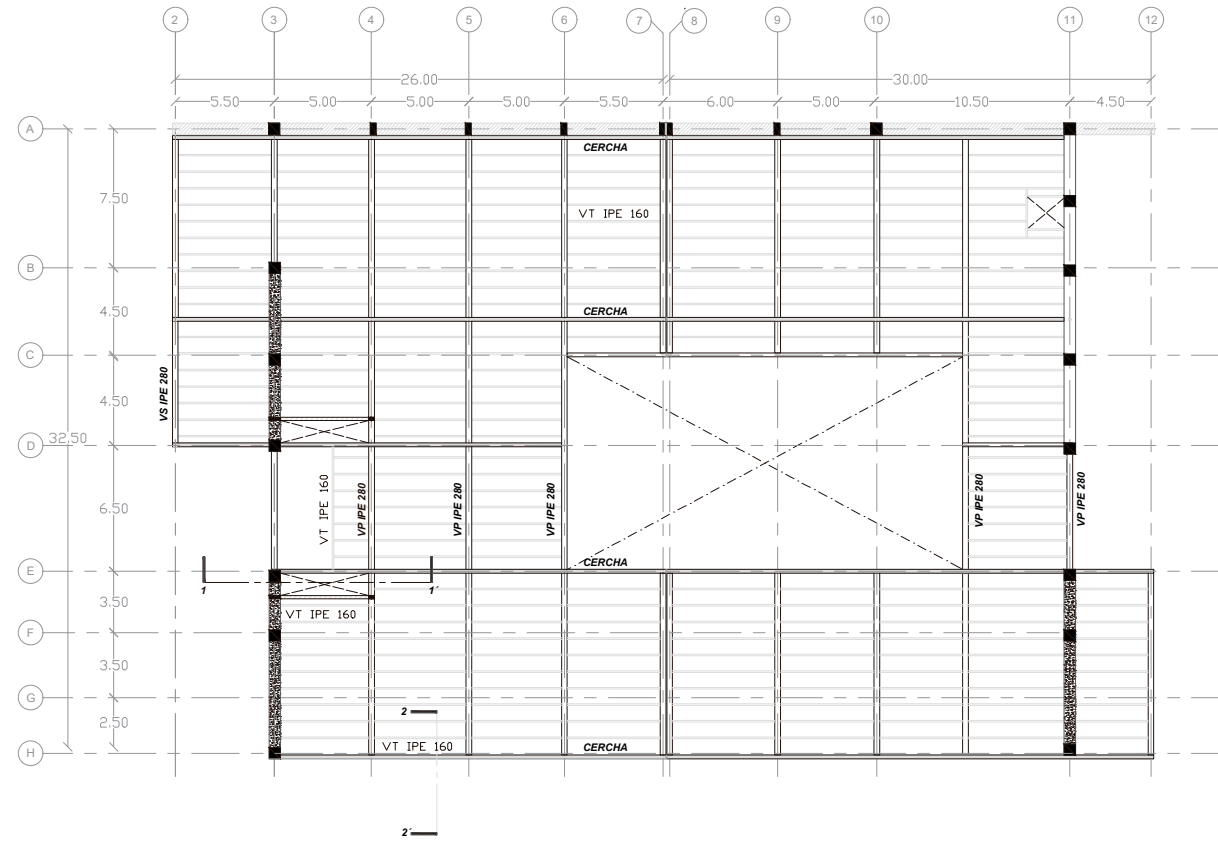 2 3 4 5 6 7 8 9 10 11 12
26.00 30.00
5.50 5.00 5.00 5.00 5.50 6.00 5.00 10.50 4.50
A
CERCHA
7.50
VT IPE 160
B
4.50
CERCHA
C
VS IPE 280
4.50
32.50
D
6.50
VT IPE 160
VP IPE 280
VP IPE 280
VP IPE 280
VP IPE 280
VP IPE 280
E
CERCHA
1 1´
3.50
VT IPE 160
F
3.50
G
2
2.50
H
VT IPE 160
CERCHA
2´